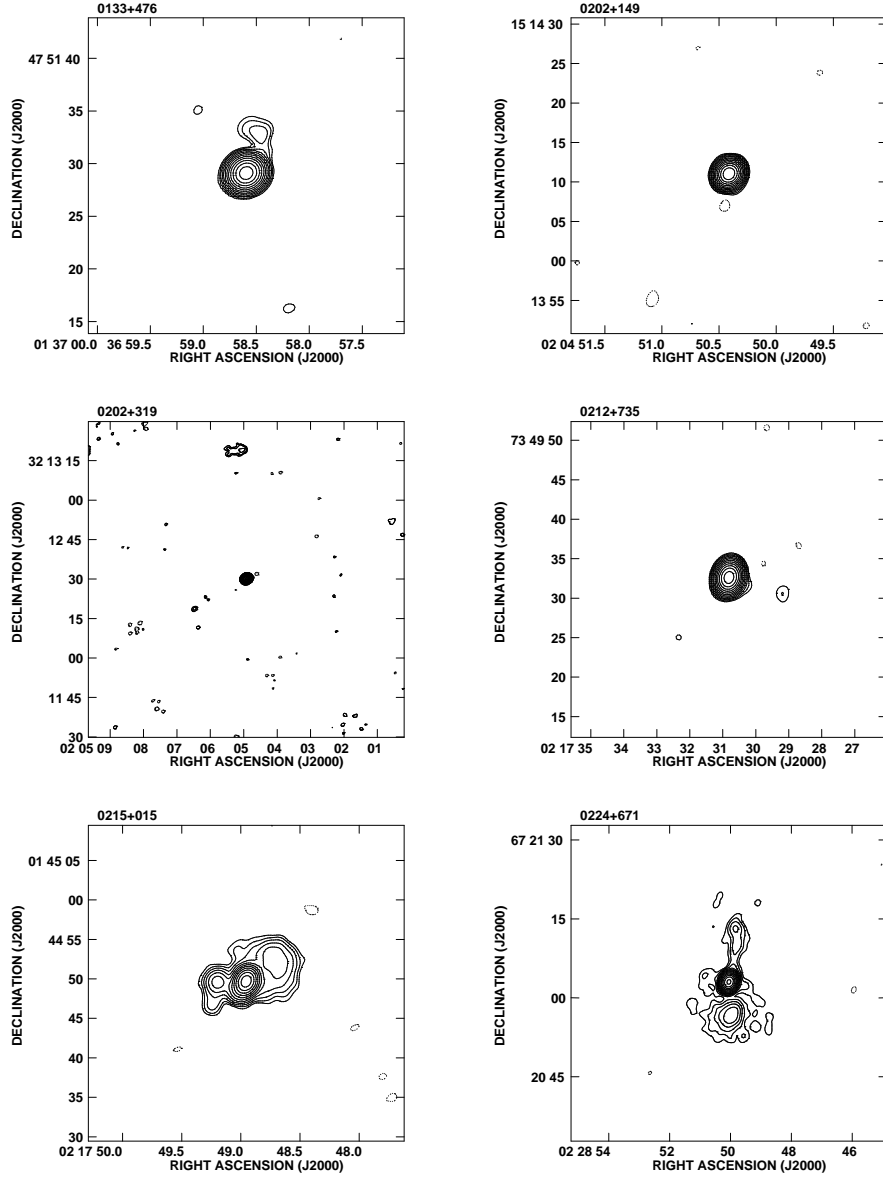 0133+476
47 51 40
35
30
25
20
15
DECLINATION (J2000)
01 37 00.0 36 59.5 59.0 58.5 58.0 57.5
RIGHT ASCENSION (J2000)
0202+149
15 14 30
25
20
15
10
05
00
13 55
DECLINATION (J2000)
02 04 51.5 51.0 50.5 50.0 49.5
RIGHT ASCENSION (J2000)
0202+319
32 13 15
00
12 45
30
15
00
11 45
30
DECLINATION (J2000)
02 05 09 08 07 06 05 04 03 02 01
RIGHT ASCENSION (J2000)
0212+735
73 49 50
45
40
35
30
25
20
15
DECLINATION (J2000)
02 17 35 34 33 32 31 30 29 28 27
RIGHT ASCENSION (J2000)
0215+015
01 45 05
00
44 55
50
45
40
35
30
DECLINATION (J2000)
02 17 50.0 49.5 49.0 48.5 48.0
RIGHT ASCENSION (J2000)
0224+671
67 21 30
15
00
20 45
DECLINATION (J2000)
02 28 54 52 50 48 46
RIGHT ASCENSION (J2000)